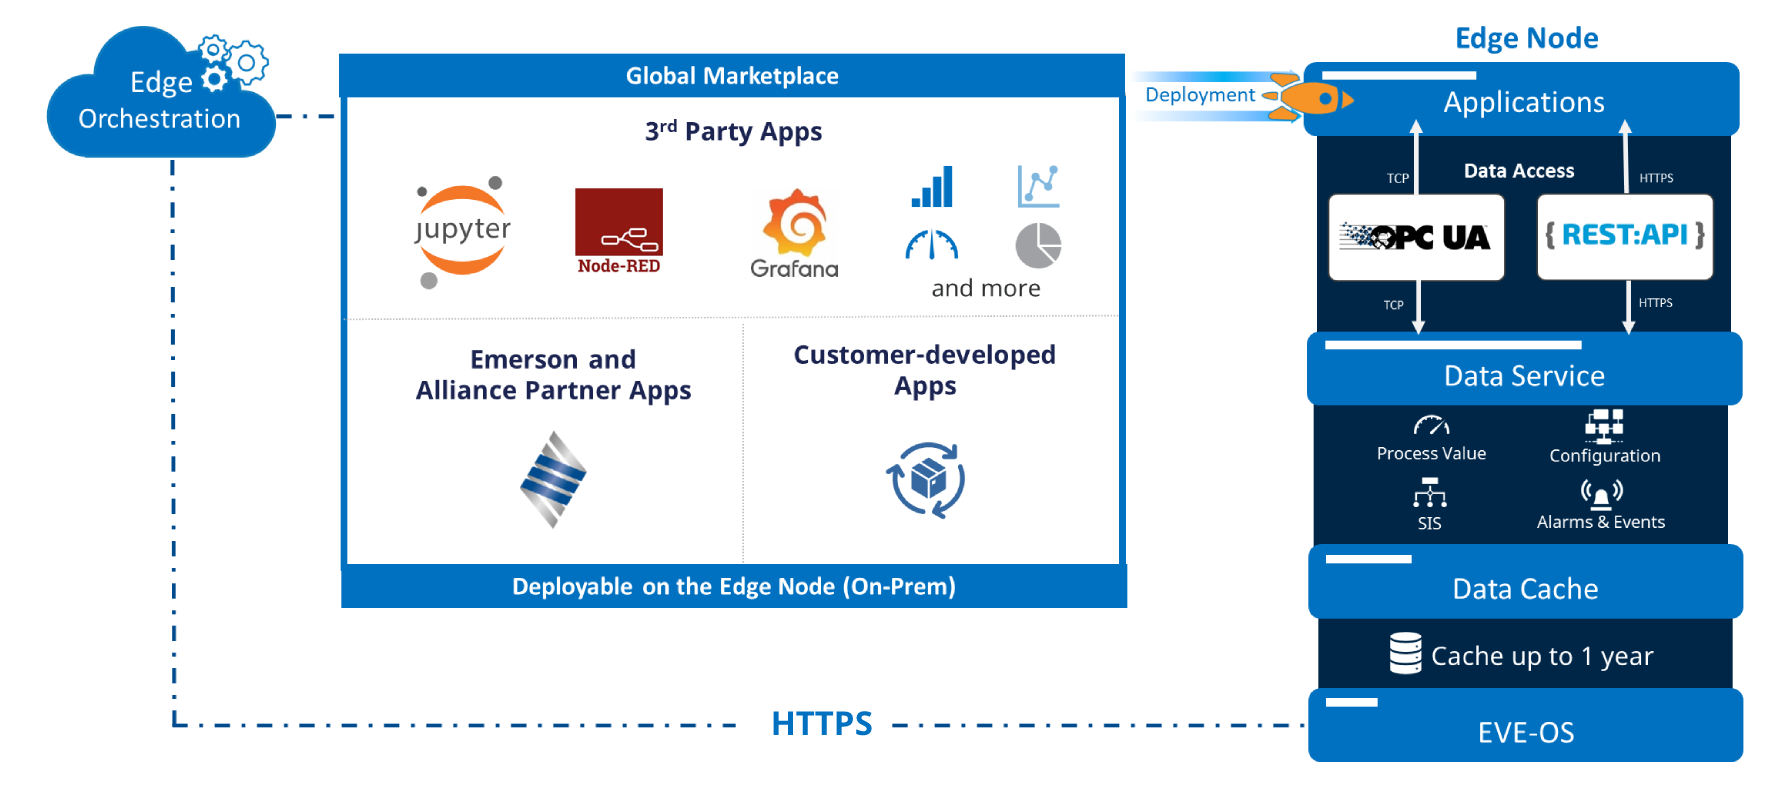 Edge
Orchestration
Global Marketplace
3rd Party Apps
jupyter
Node-RED
Grafana
and more
Emerson and
Alliance Partner Apps
Customer-developed
Apps
Deployable on the Edge Node (On-Prem)
HTTPS
Deployment
Edge Node
Applications
Data Access
TCP
HTTPS
OPC UA
{ REST:API }
TCP
HTTPS
Data Service
Process Value
Configuration
SIS
Alarms & Events
Data Cache
Cache up to 1 year
EVE-OS